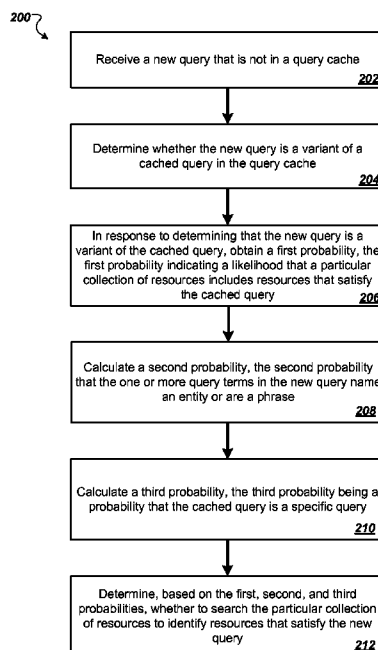 200
Receive a new query that is not in a query cache
202
Determine whether the new query is a variant of a
cached query in the query cache
204
In response to determining that the new query is a
variant of the cached query, obtain a first probability, the
first probability indicating a likelihood that a particular
collection of resources includes resources that satisfy
the cached query
206
Calculate a second probability, the second probability
that the one or more query terms in the new query name
an entity or are a phrase
208
Calculate a third probability, the third probability being a
probability that the cached query is a specific query
210
Determine, based on the first, second, and third
probabilities, whether to search the particular collection
of resources to identify resources that satisfy the new
query
212